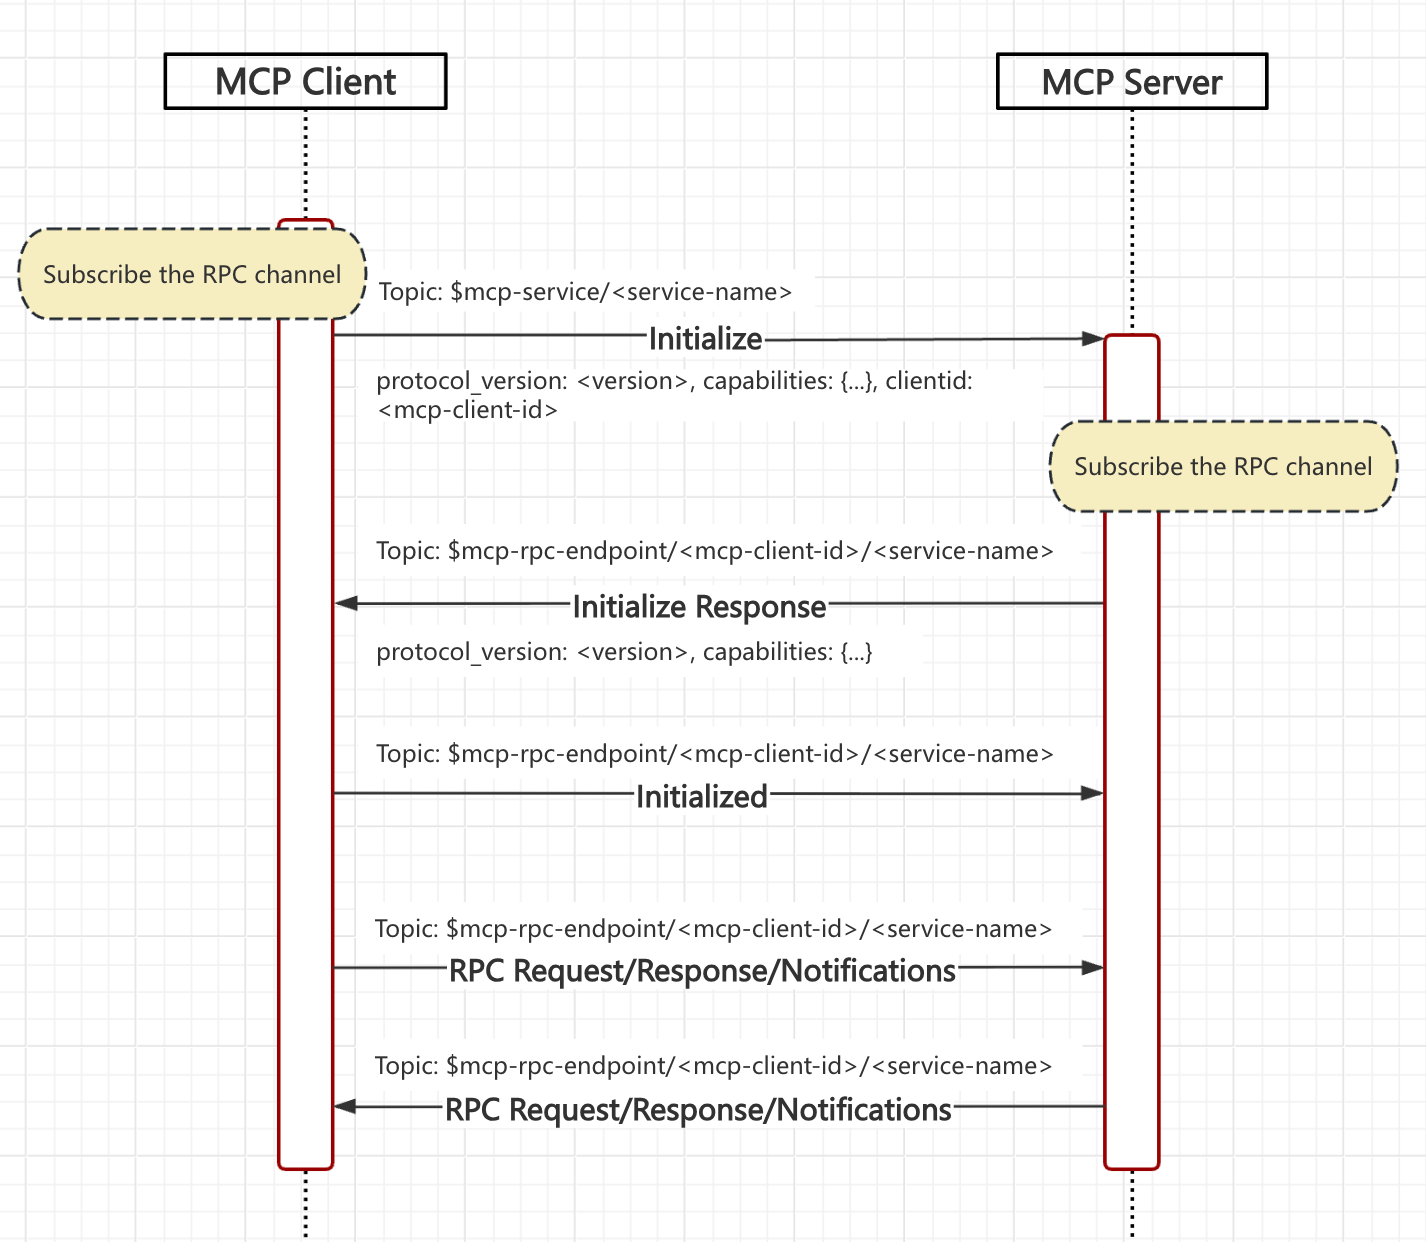 MCP Client
MCP Server
Subscribe the RPC channel
Topic: $mcp-service/<service-name>
Initialize
protocol_version: <version>, capabilities: {...}, clientid:
<mcp-client-id>
Subscribe the RPC channel
Topic: $mcp-rpc-endpoint/<mcp-client-id>/<service-name>
Initialize Response
protocol_version: <version>, capabilities: {...}
Topic: $mcp-rpc-endpoint/<mcp-client-id>/<service-name>
Initialized
Topic: $mcp-rpc-endpoint/<mcp-client-id>/<service-name>
RPC Request/Response/Notifications
Topic: $mcp-rpc-endpoint/<mcp-client-id>/<service-name>
RPC Request/Response/Notifications